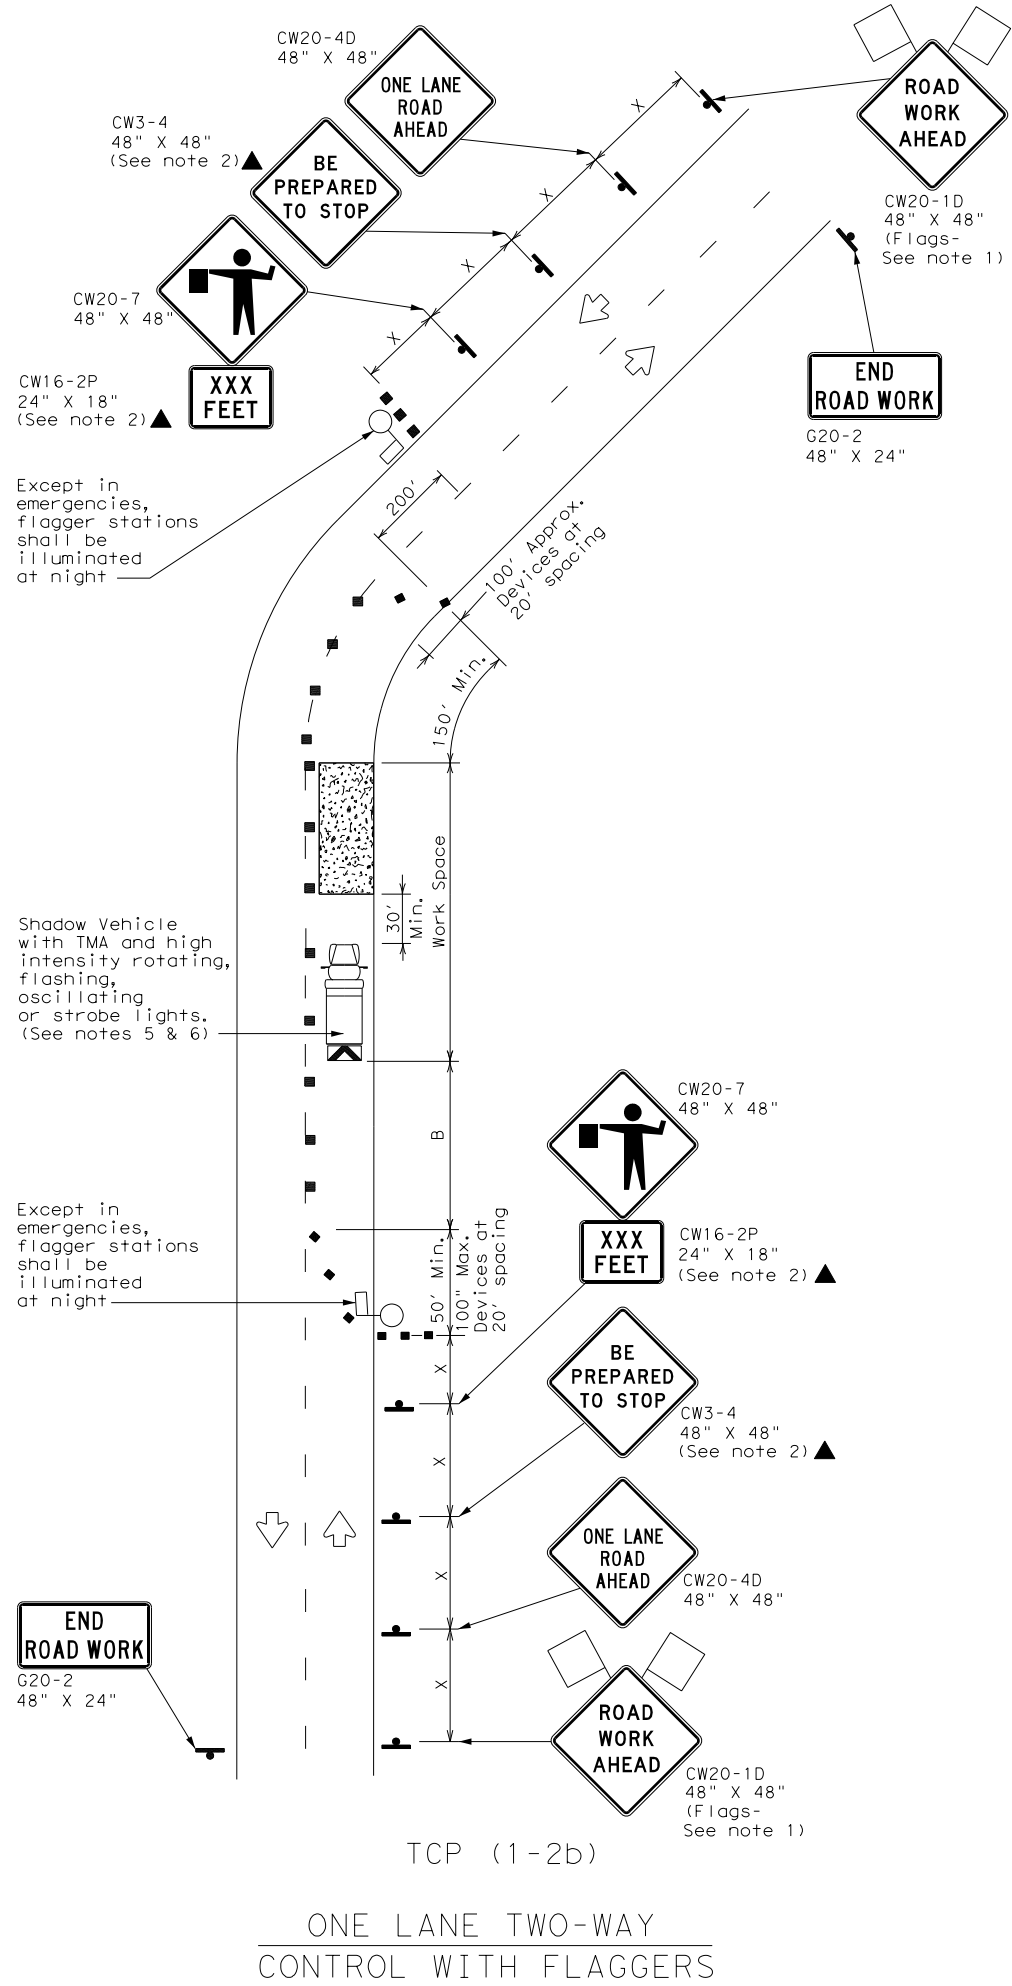 CW20-4D
48" X 48"
ONE LANE
ROAD
AHEAD
ROAD
WORK
AHEAD
CW20-1D
48" X 48"
(Flags-
See note 1)
CW3-4
48" X 48"
(See note 2)
BE
PREPARED
TO STOP
X
X
X
X
CW20-7
48" X 48"
CW16-2P
24" X 18"
(See note 2)
XXX
FEET
END
ROAD WORK
G20-2
48" X 24"
Except in
emergencies,
flagger stations
shall be
illuminated
at night
200'
100' Approx.
Devices at
20' spacing
150' Min.
Work Space
30'
Min.
Shadow Vehicle
with TMA and high
intensity rotating,
flashing,
oscillating
or strobe lights.
(See notes 5 & 6)
B
CW20-7
48" X 48"
XXX
FEET
CW16-2P
24" X 18"
(See note 2)
Except in
emergencies,
flagger stations
shall be
illuminated
at night
50' Min.
100" Max.
Devices at
20' spacing
X
X
X
X
BE
PREPARED
TO STOP
CW3-4
48" X 48"
(See note 2)
ONE LANE
ROAD
AHEAD
CW20-4D
48" X 48"
END
ROAD WORK
G20-2
48" X 24"
ROAD
WORK
AHEAD
CW20-1D
48" X 48"
(Flags-
See note 1)
TCP (1-2b)
ONE LANE TWO-WAY
CONTROL WITH FLAGGERS